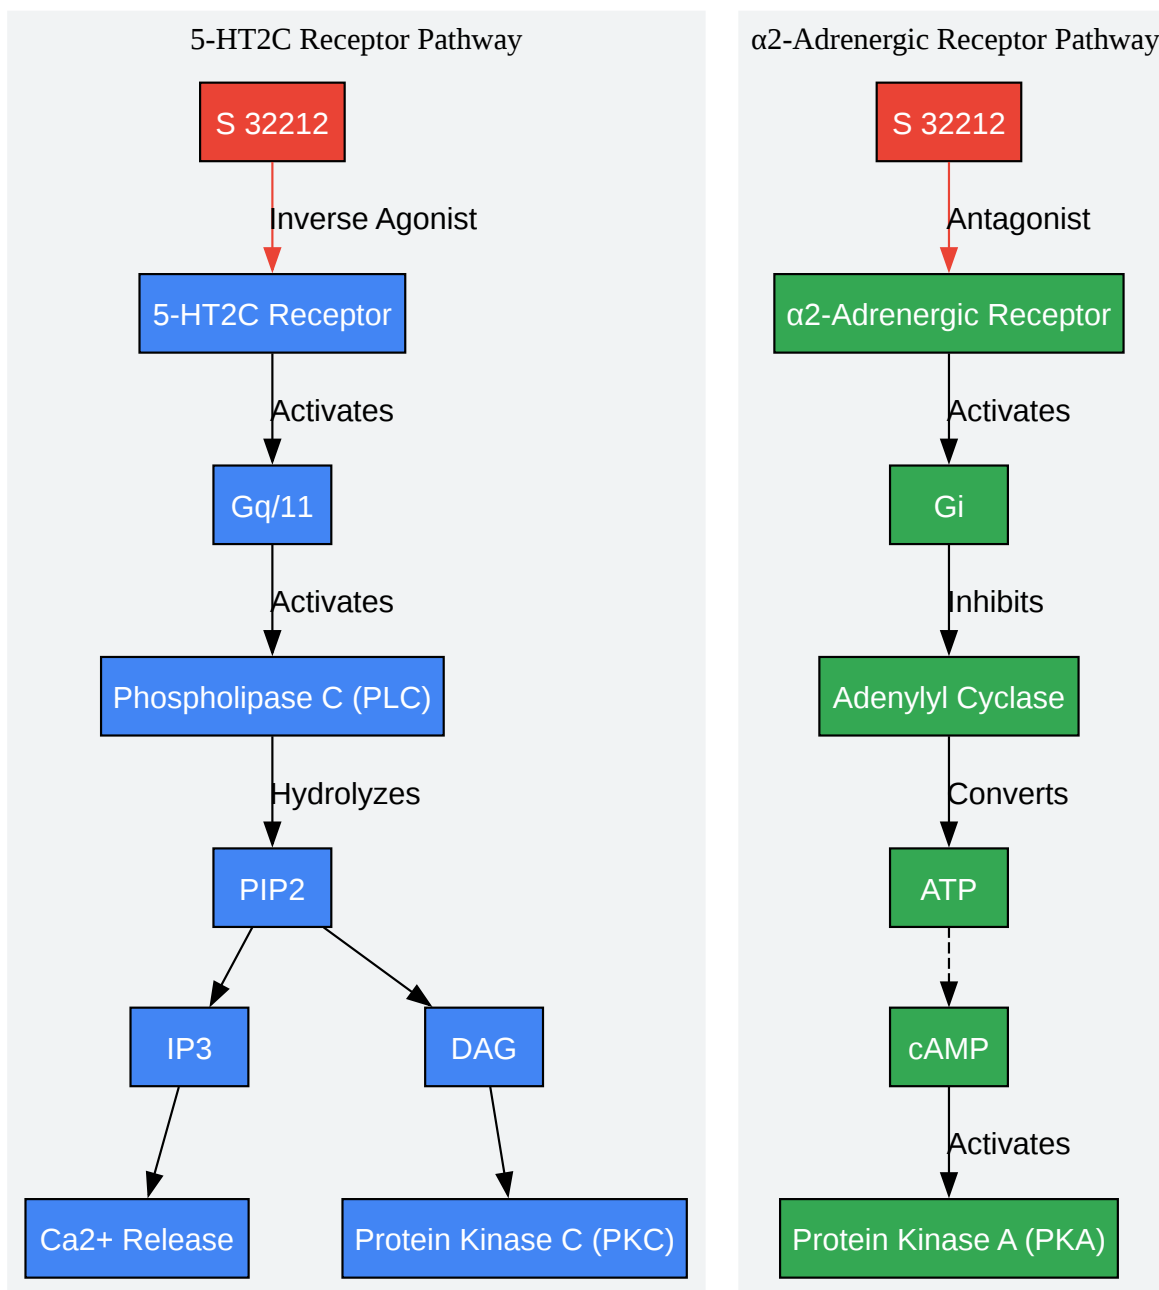 5-HT2C Receptor Pathway
S 32212
Inverse Agonist
5-HT2C Receptor
Activates
Gq/11
Activates
Phospholipase C (PLC)
Hydrolyzes
PIP2
IP3
DAG
Ca2+ Release
Protein Kinase C (PKC)
α2-Adrenergic Receptor Pathway
S 32212
Antagonist
α2-Adrenergic Receptor
Activates
Gi
Inhibits
Adenylyl Cyclase
Converts
ATP
cAMP
Activates
Protein Kinase A (PKA)